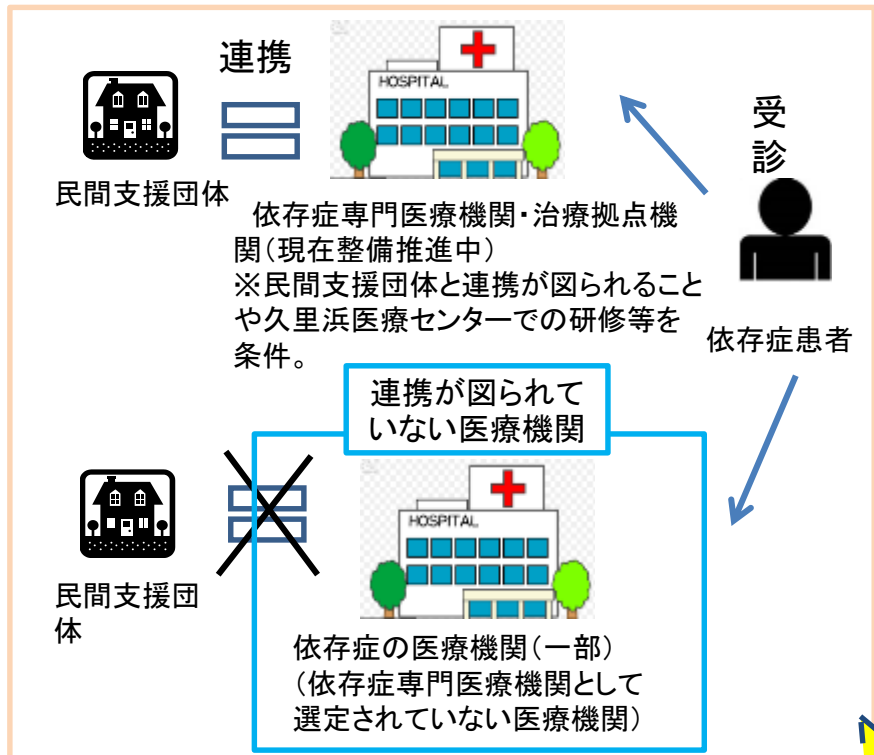 連携
HOSPITAL
受
診
民間支援団体
依存症専門医療機関・治療拠点機
関（現在整備推進中）
※民間支援団体と連携が図られること
や久里浜医療センターでの研修等を
条件。
依存症患者
連携が図られて
いない医療機関
HOSPITAL
民間支援団
体
依存症の医療機関（一部）
（依存症専門医療機関として
選定されていない医療機関）